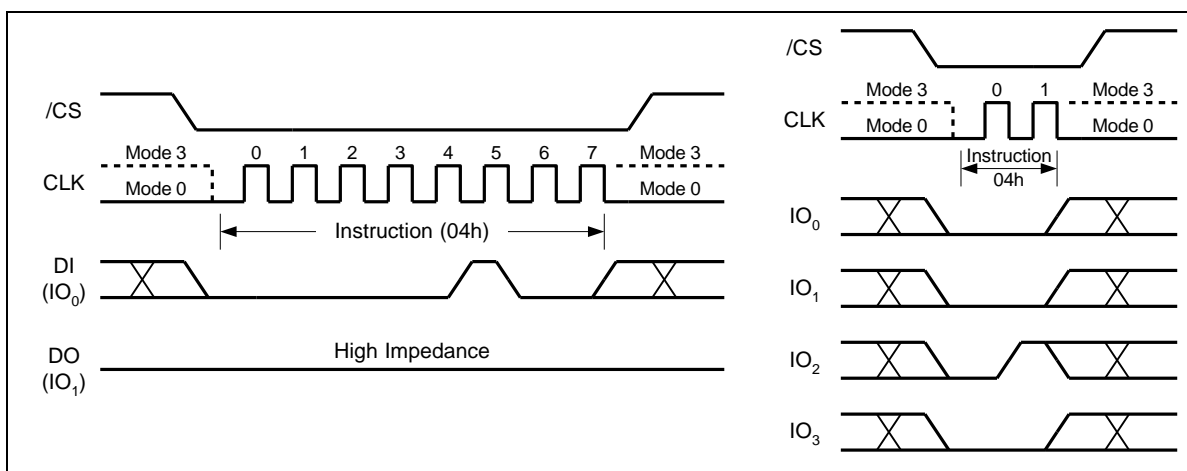 /CS
Mode 3 0 1 2 3 4 5 6 7 Mode 3
CLK
Mode 0 Mode 0
Instruction (04h)
DI
(IO0)
High Impedance
DO
(IO1)
/CS
Mode 3 0 1 Mode 3
CLK
Mode 0 Mode 0
Instruction
04h
IO0
IO1
IO2
IO3